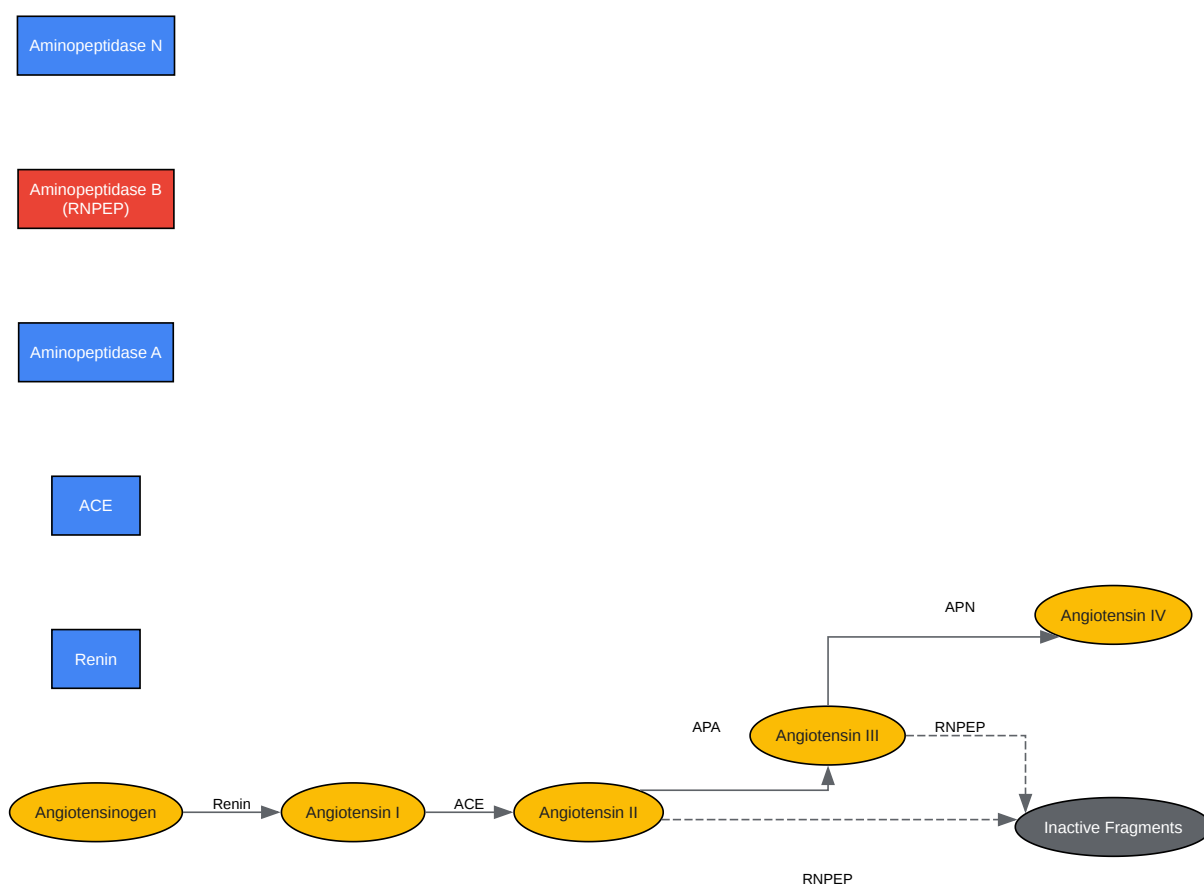 Aminopeptidase N
Aminopeptidase B
(RNPEP)
Aminopeptidase A
ACE
Renin
APN
Angiotensin IV
APA
Angiotensin III
RNPEP
Angiotensinogen
Renin
Angiotensin I
ACE
Angiotensin II
Inactive Fragments
RNPEP